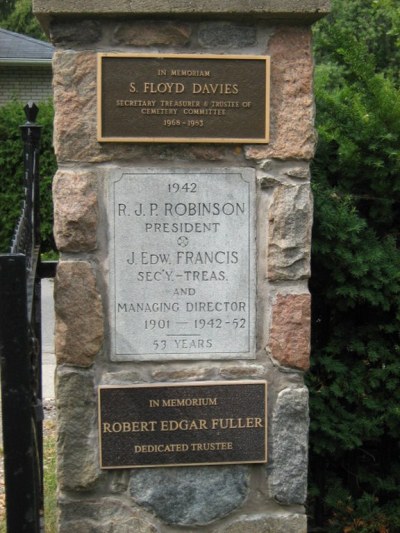 IN MEMORIAM
S. FLOYD DAVIES
SECRETARY TREASURER & TRUSTEE OF
CEMETERY COMMITTEE
1968 - 1982
1942
R. J. P. ROBINSON
PRESIDENT
J. EDW. FRANCIS
SEC'Y.-TREAS.
AND
MANAGING DIRECTOR
1901 — 1942-52
53 YEARS
IN MEMORIUM
ROBERT EDGAR FULLER
DEDICATED TRUSTEE